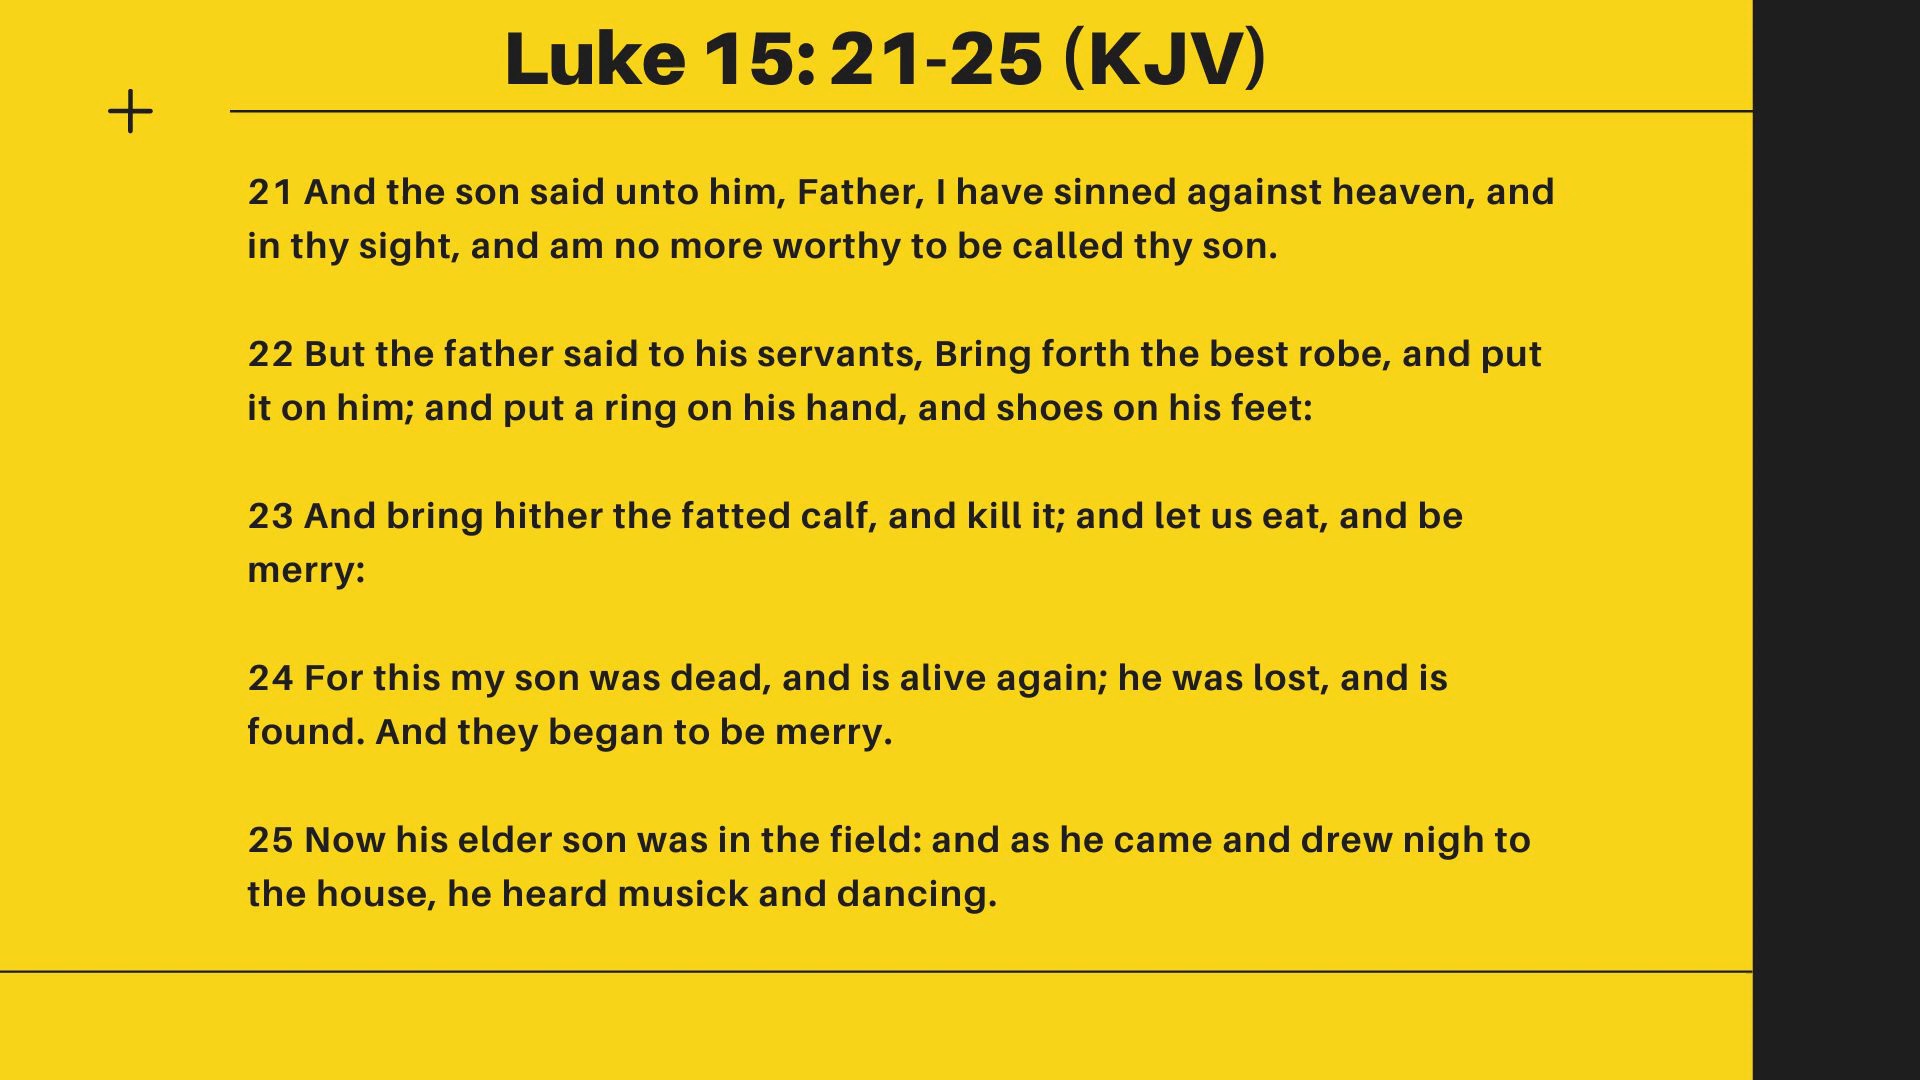 Luke 15: 21-25 (KJV)
21 And the son said unto him, Father, I have sinned against heaven, and
in thy sight, and am no more worthy to be called thy son.
22 But the father said to his servants, Bring forth the best robe, and put
it on him; and put a ring on his hand, and shoes on his feet:
23 And bring hither the fatted calf, and kill it; and let us eat, and be
merry:
24 For this my son was dead, and is alive again; he was lost, and is
found. And they began to be merry.
25 Now his elder son was in the field: and as he came and drew nigh to
the house, he heard musick and dancing.